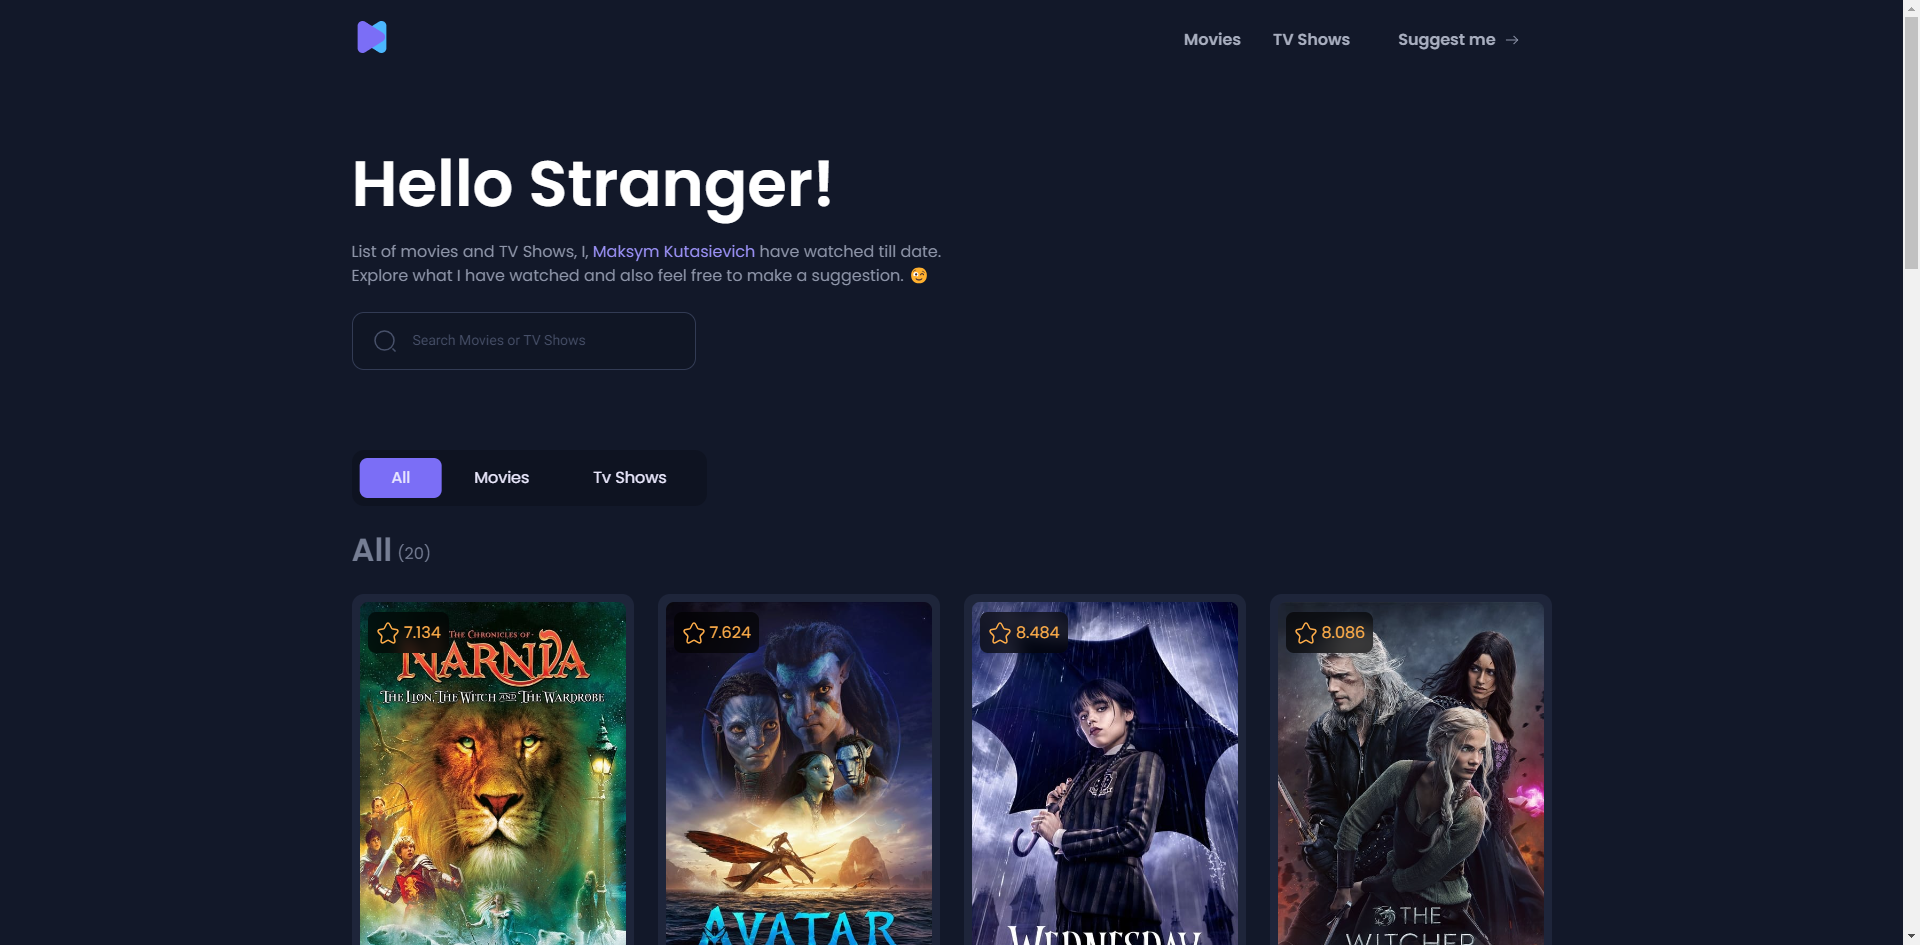 Movies
TV Shows
Suggest me →
Hello Stranger!
List of movies and TV Shows, I, Maksym Kutasievich have watched till date.
Explore what I have watched and also feel free to make a suggestion. 😉
Search Movies or TV Shows
All
Movies
Tv Shows
All (20)
7.134
THE CHRONICLES OF
NARNIA
THE LION, THE WITCH AND THE WARDROBE
7.624
AVATAR
8.484
WEDNESDAY
8.086
THE
WITCHER